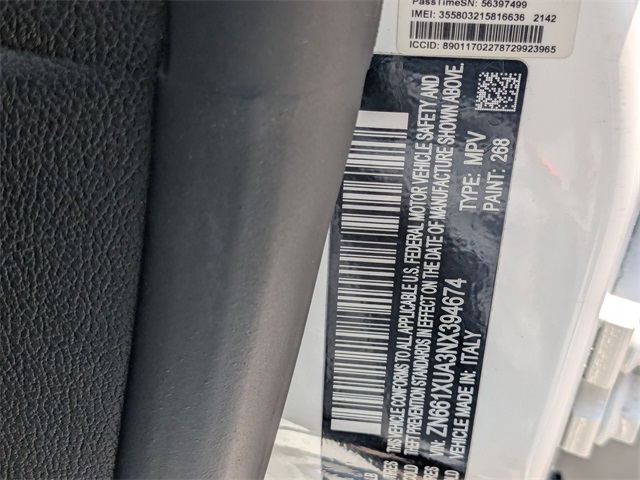 PassTimeSN: 56397499
IMEI: 355803215816636 2142
ICCID: 89011702278729923965
LB
THIS VEHICLE CONFORMS TO ALL APPLICABLE U.S. FEDERAL MOTOR VEHICLE SAFETY AND
THEFT PREVENTION STANDARDS IN EFFECT ON THE DATE OF MANUFACTURE SHOWN ABOVE.
VIN: ZN661XUA3NX394674
TYPE: MPV
VEHICLE MADE IN: ITALY
PAINT: 268